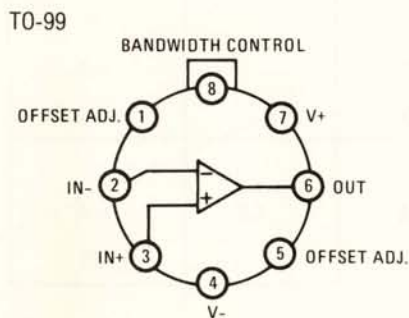 TO-99
BANDWIDTH CONTROL
8
OFFSET ADJ. 1
7 V+
IN- 2
−
+
6 OUT
IN+ 3
5 OFFSET ADJ.
4
V-